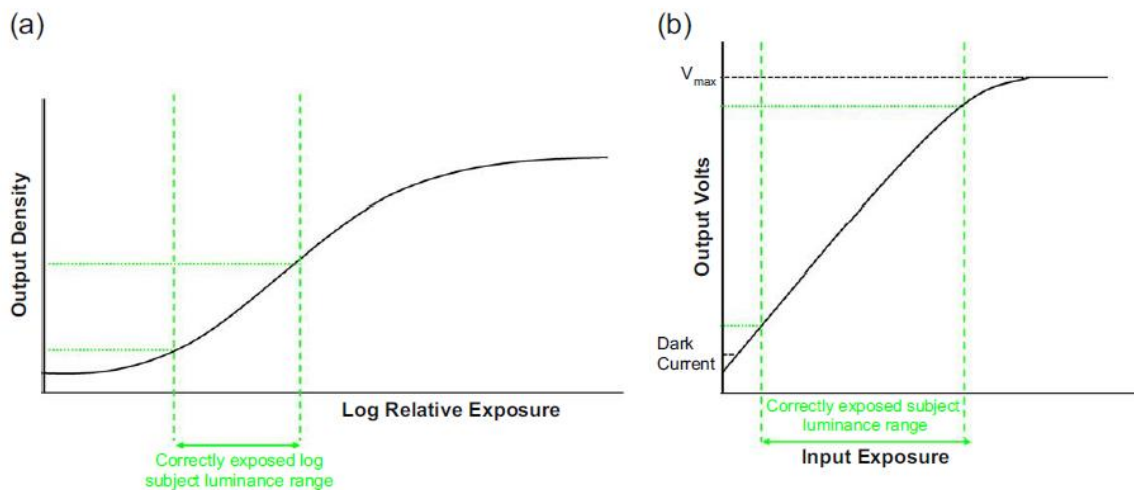 (a)
Output Density
Log Relative Exposure
Correctly exposed log
subject luminance range
(b)
V_max
Output Volts
Dark
Current
Correctly exposed subject
luminance range
Input Exposure